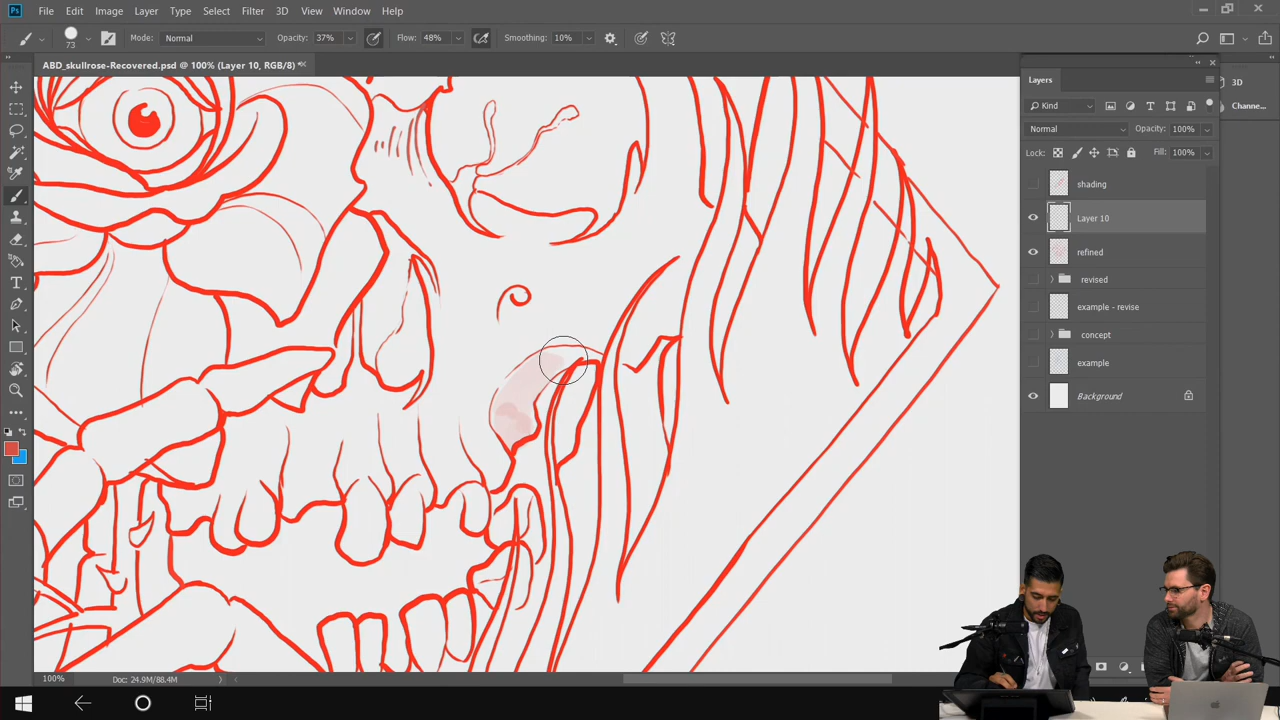 Ps File Edit Image Layer Type Select Filter 3D View Window Help
73 Mode: Normal Opacity: 37% Flow: 48% Smoothing: 10%
ABD_skullrose-Recovered.psd @ 100% (Layer 10, RGB/8) *
Layers
3D
Kind
Channe...
Normal Opacity: 100%
Lock: Fill: 100%
shading
Layer 10
refined
revised
example - revise
concept
example
Background
100% Doc: 24.9M/88.4M